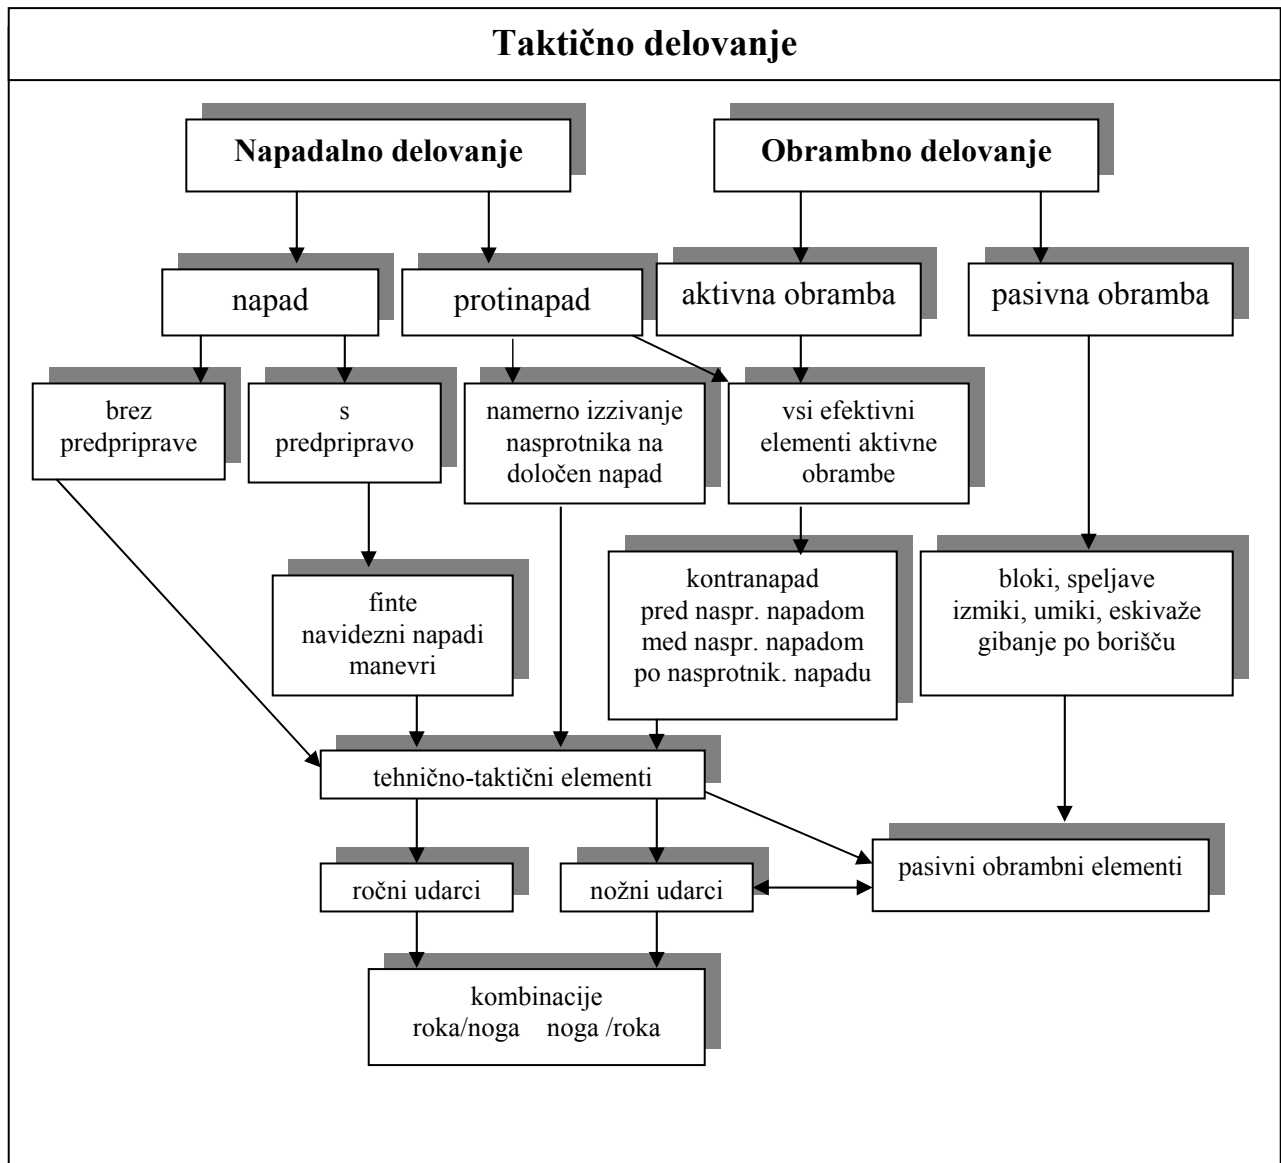 Taktično delovanje
Napadalno delovanje
Obrambno delovanje
napad
protinapad
aktivna obramba
pasivna obramba
brez
predpriprave
s
predpripravo
namerno izzivanje
nasprotnika na
določen napad
vsi efektivni
elementi aktivne
obrambe
finte
navidezni napadi
manevri
kontranapad
pred naspr. napadom
med naspr. napadom
po nasprotnik. napadu
bloki, speljave
izmiki, umiki, eskivaže
gibanje po borišču
tehnično-taktični elementi
ročni udarci
nožni udarci
pasivni obrambni elementi
kombinacije
roka/noga noga /roka